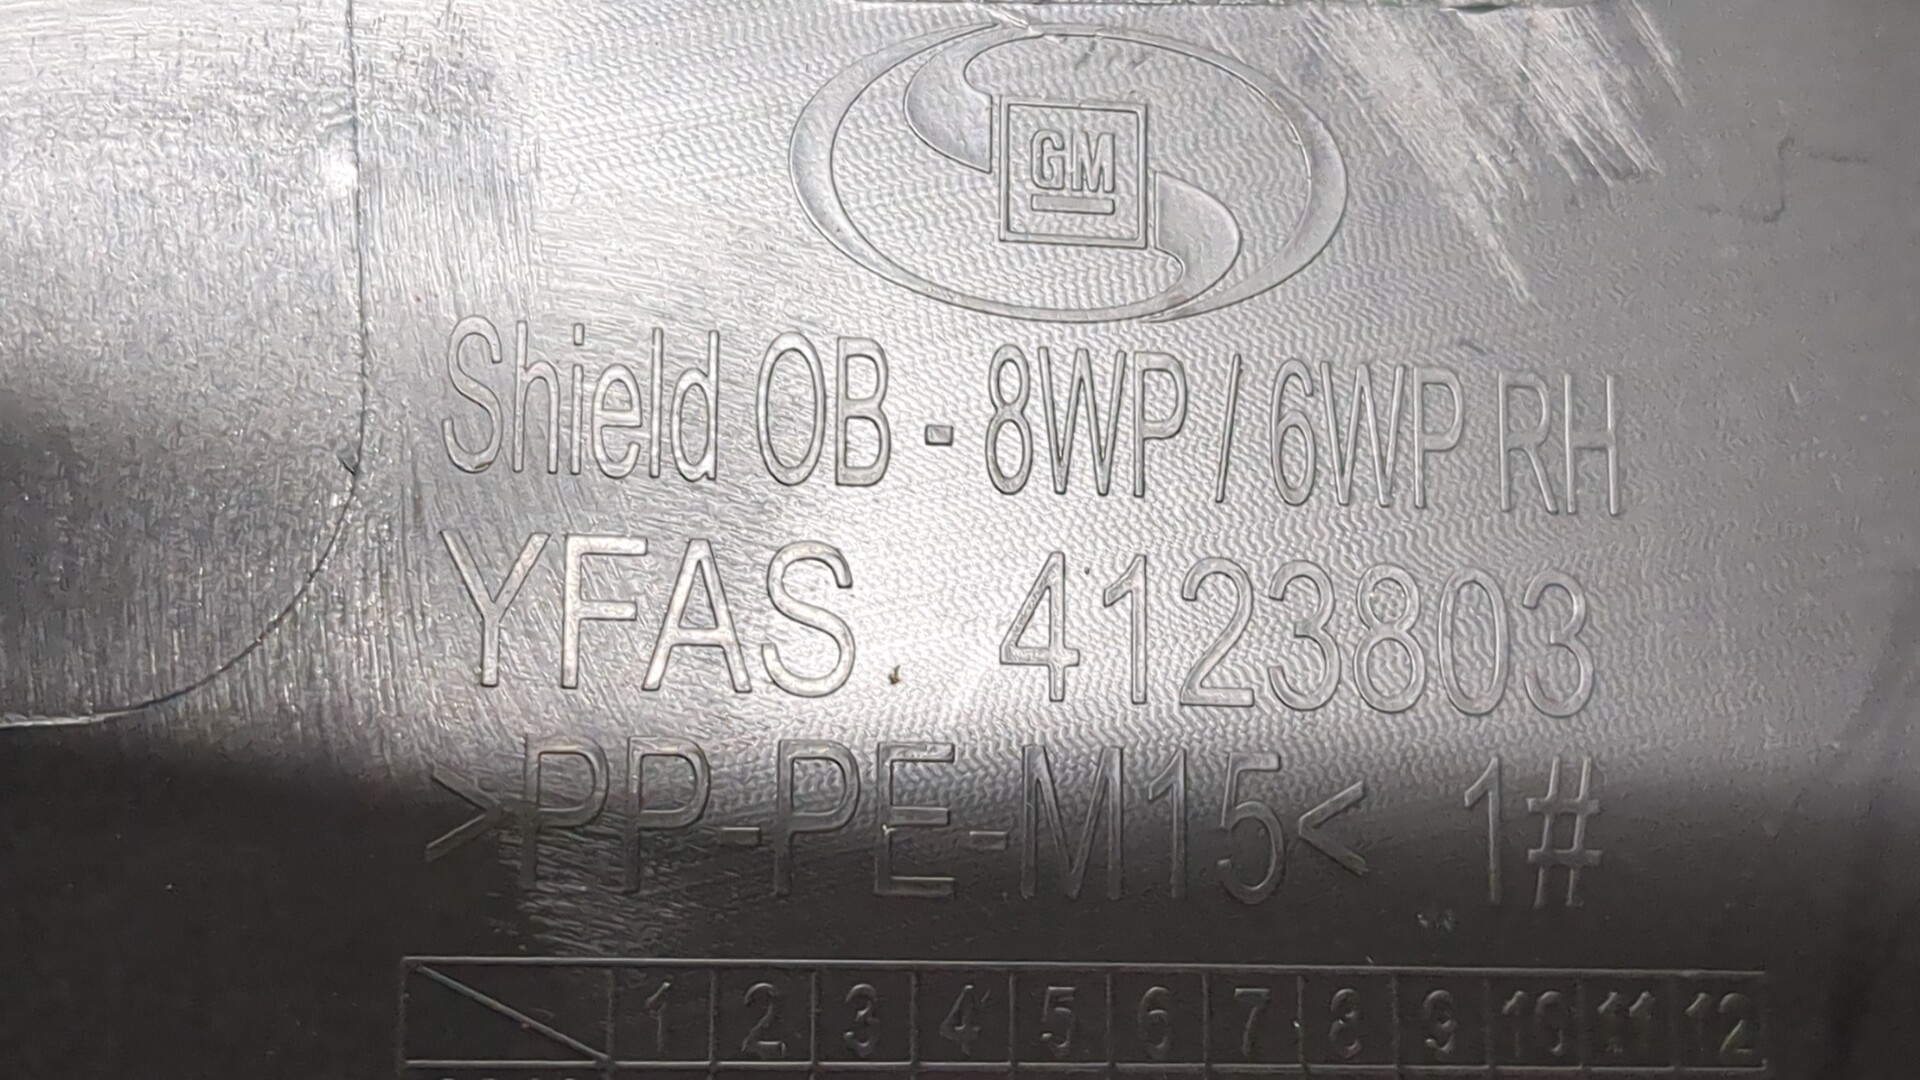 GM
Shield OB - 8WP / 6WP RH
YFAS 4123803
>PP-PE-M15< 1#
1 2 3 4 5 6 7 8 9 10 11 12